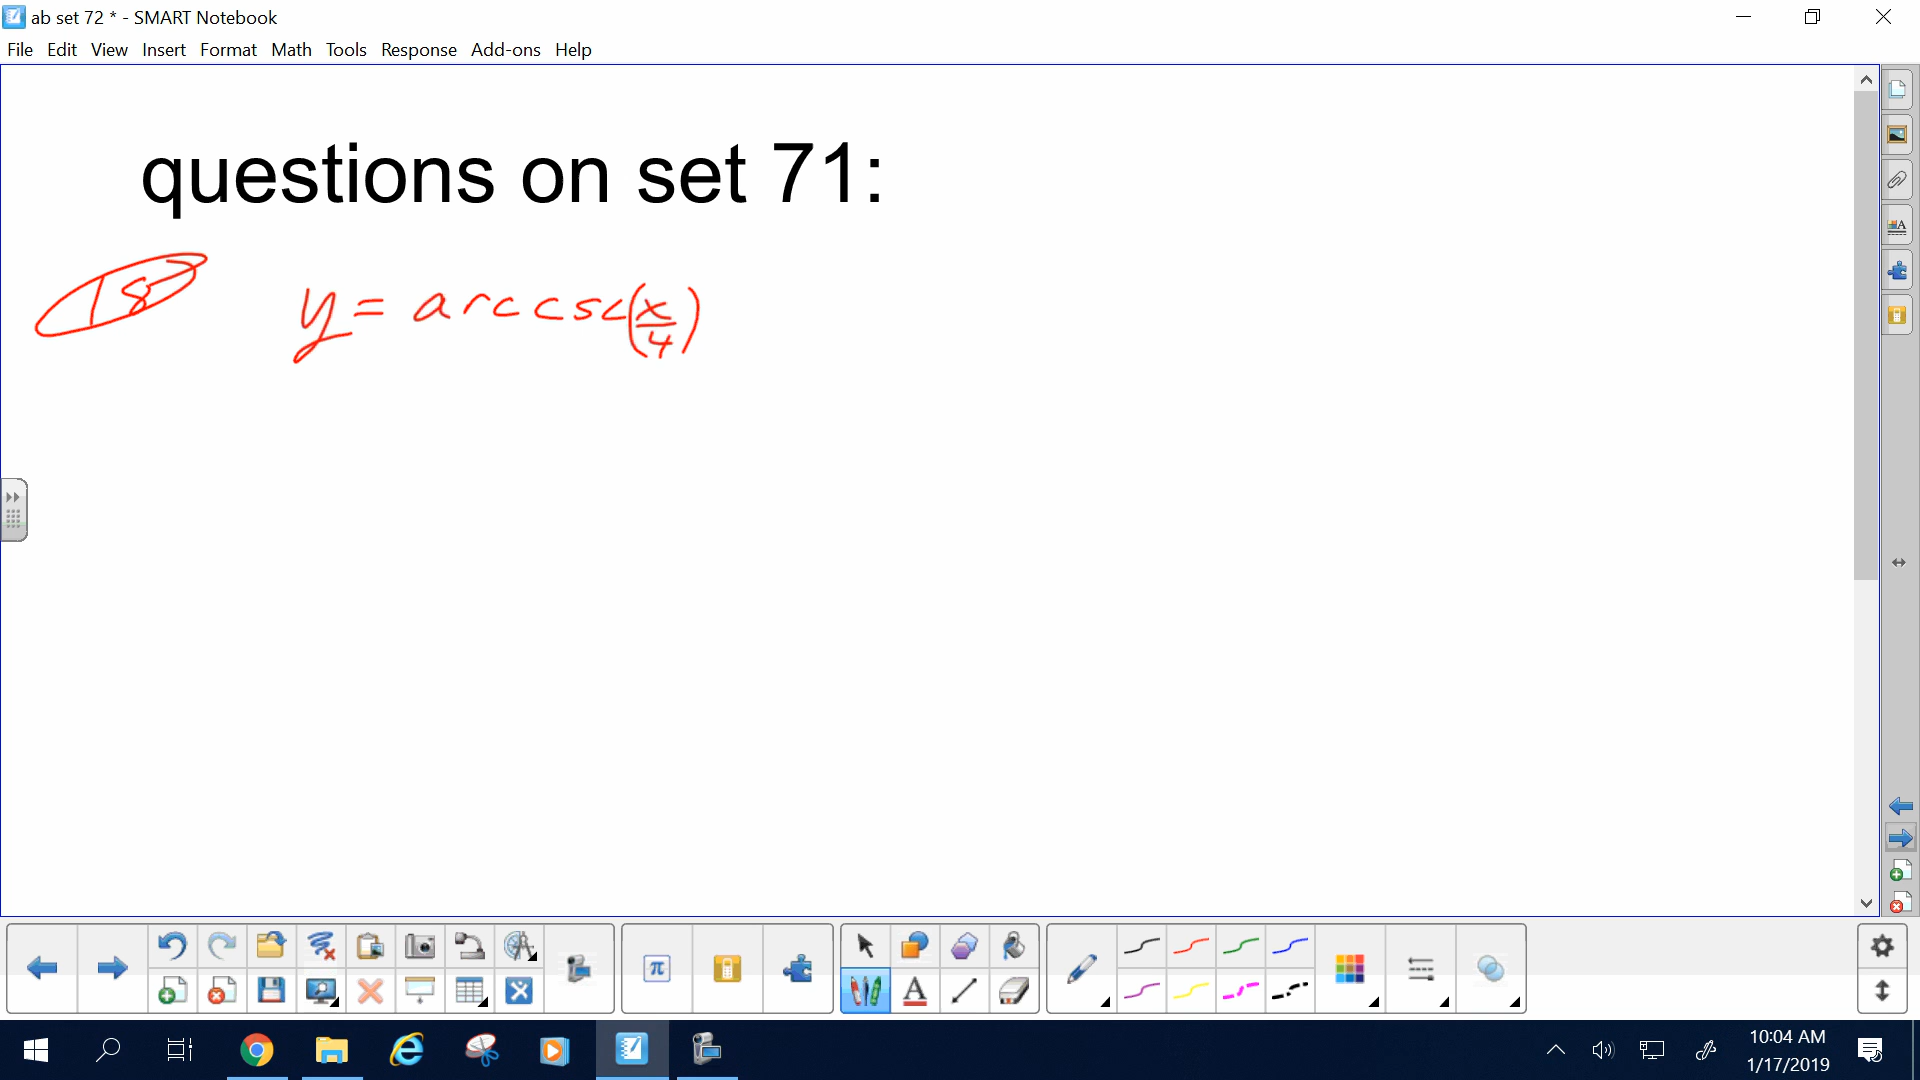 ab set 72 * - SMART Notebook
File Edit View Insert Format Math Tools Response Add-ons Help
questions on set 71:
18 y = arccsc(x/4)
10:04 AM
1/17/2019